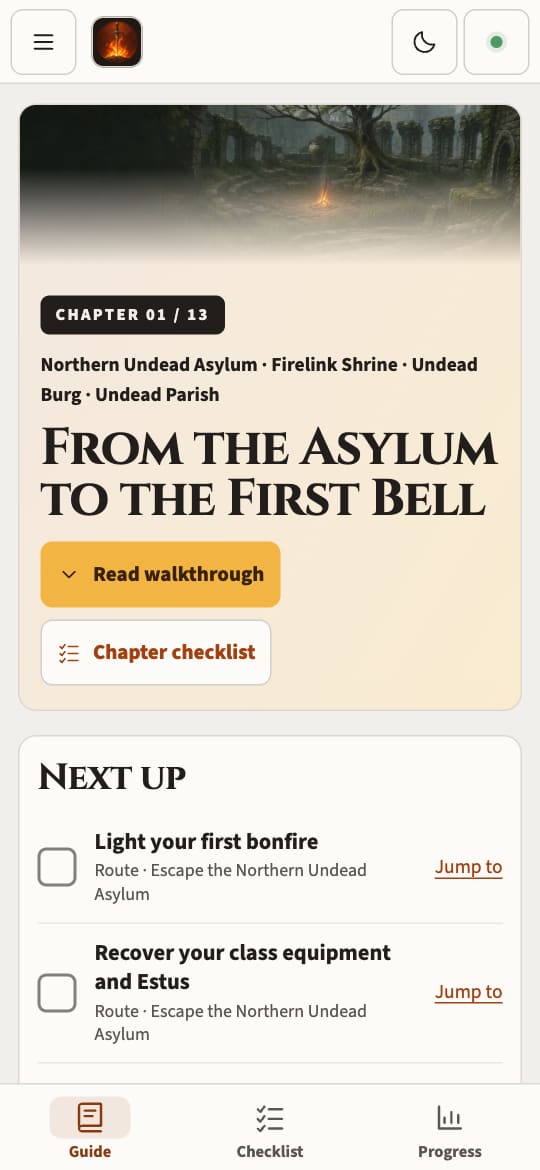 CHAPTER 01 / 13
Northern Undead Asylum · Firelink Shrine · Undead
Burg · Undead Parish
From the Asylum
to the First Bell
Read walkthrough
Chapter checklist
Next up
Light your first bonfire
Route · Escape the Northern Undead
Asylum
Jump to
Recover your class equipment
and Estus
Route · Escape the Northern Undead
Asylum
Jump to
Guide
Checklist
Progress